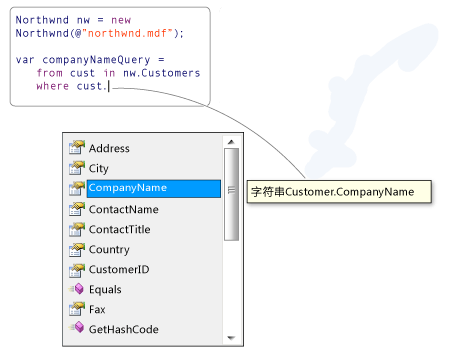 Northwnd nw = new
Northwnd(@"northwnd.mdf");
var companyNameQuery =
from cust in nw.Customers
where cust.
Address
City
CompanyName
字符串Customer.CompanyName
ContactName
ContactTitle
Country
CustomerID
Equals
Fax
GetHashCode